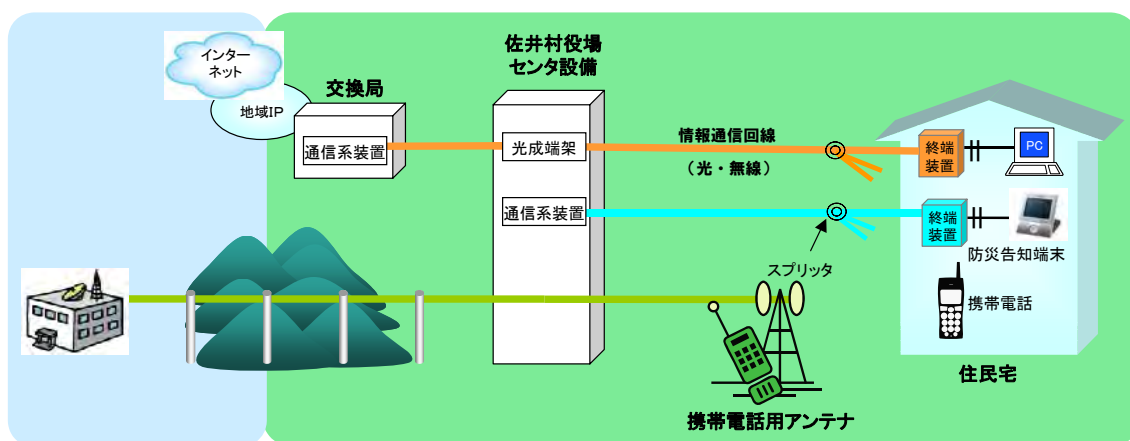 インター
ネット
地域IP
交換局
通信系装置
佐井村役場
センタ設備
光成端架
通信系装置
情報通信回線
(光・無線)
終端
装置
PC
終端
装置
防災告知端末
スプリッタ
携帯電話
住民宅
携帯電話用アンテナ